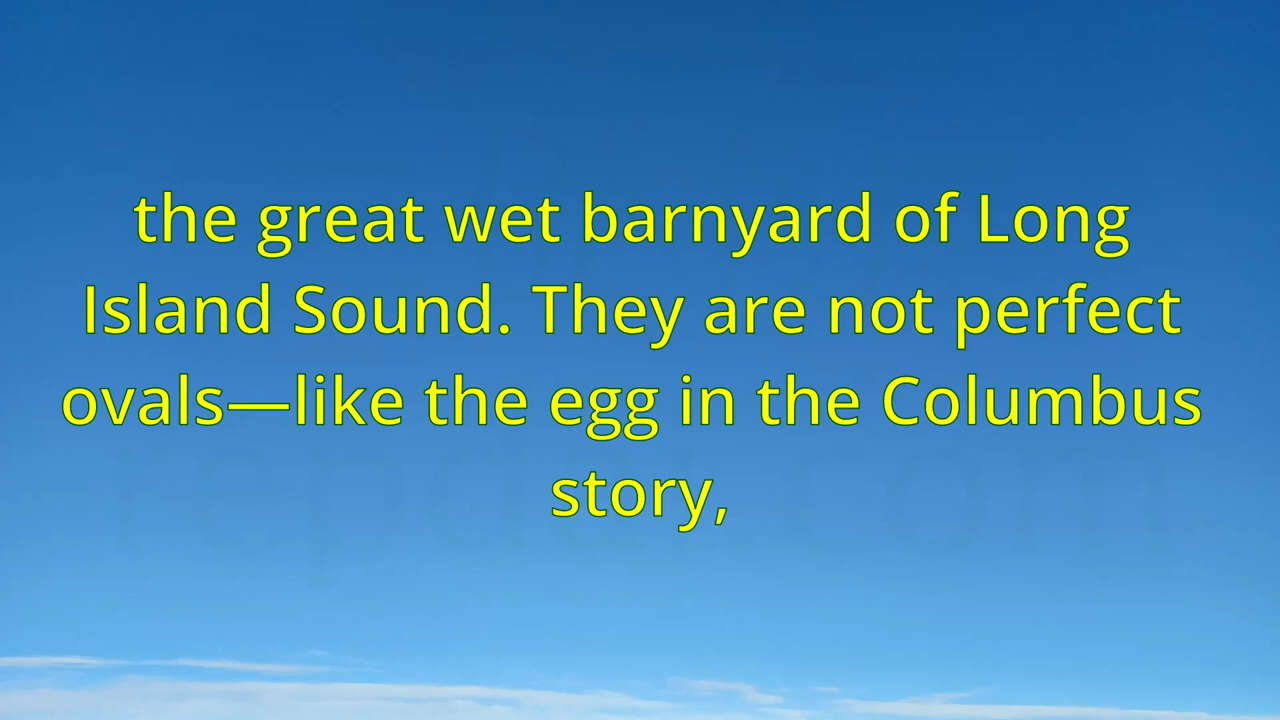 the great wet barnyard of Long
Island Sound. They are not perfect
ovals—like the egg in the Columbus
story,